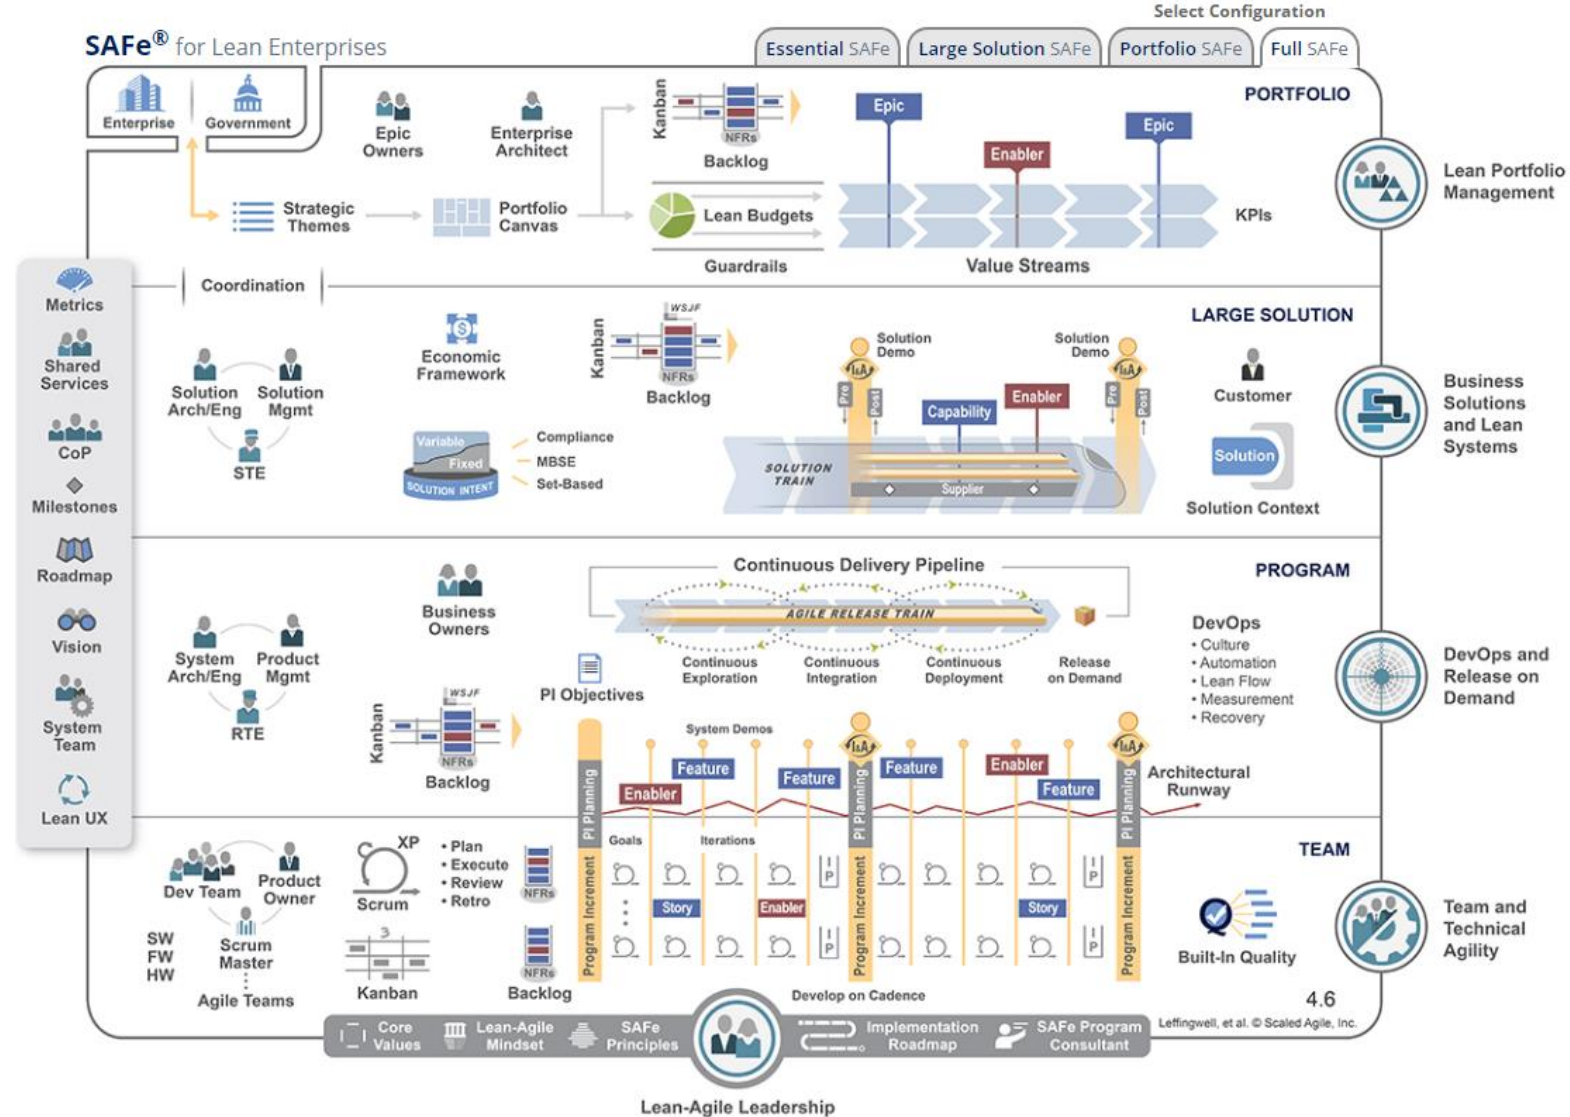 Select Configuration
SAFe® for Lean Enterprises
Essential SAFe
Large Solution SAFe
Portfolio SAFe
Full SAFe
Enterprise
Government
Epic
Owners
Enterprise
Architect
Kanban
NFRs
Backlog
Epic
Enabler
Epic
PORTFOLIO
Strategic
Themes
Portfolio
Canvas
Lean Budgets
Guardrails
Value Streams
KPIs
Lean Portfolio
Management
Metrics
Shared
Services
CoP
Milestones
Roadmap
Vision
System
Team
Lean UX
Coordination
Solution
Arch/Eng
Solution
Mgmt
STE
Economic
Framework
Variable
Fixed
SOLUTION INTENT
Compliance
MBSE
Set-Based
Kanban
WSJF
NFRs
Backlog
Solution
Demo
I&A
Pre
Post
Capability
Enabler
Solution
Demo
I&A
Pre
Post
SOLUTION
TRAIN
Supplier
LARGE SOLUTION
Customer
Solution
Solution Context
Business
Solutions
and Lean
Systems
System
Arch/Eng
Product
Mgmt
RTE
Business
Owners
Kanban
WSJF
NFRs
Backlog
Continuous Delivery Pipeline
AGILE RELEASE TRAIN
Continuous
Exploration
Continuous
Integration
Continuous
Deployment
Release
on Demand
PI Objectives
System Demos
PI Planning
Enabler
Feature
Feature
I&A
PI Planning
Feature
Enabler
Feature
I&A
PI Planning
Architectural
Runway
PROGRAM
DevOps
• Culture
• Automation
• Lean Flow
• Measurement
• Recovery
DevOps and
Release on
Demand
Dev Team
Product
Owner
Scrum
Master
Agile Teams
SW
FW
HW
XP
Scrum
• Plan
• Execute
• Review
• Retro
3
Kanban
NFRs
NFRs
Backlog
Program Increment
Goals
Iterations
Story
Enabler
I
P
I
P
Program Increment
Story
I
P
I
P
Program Increment
Develop on Cadence
TEAM
Built-In Quality
Team and
Technical
Agility
4.6
Leffingwell, et al. © Scaled Agile, Inc.
Core
Values
Lean-Agile
Mindset
SAFe
Principles
Implementation
Roadmap
SAFe Program
Consultant
Lean-Agile Leadership